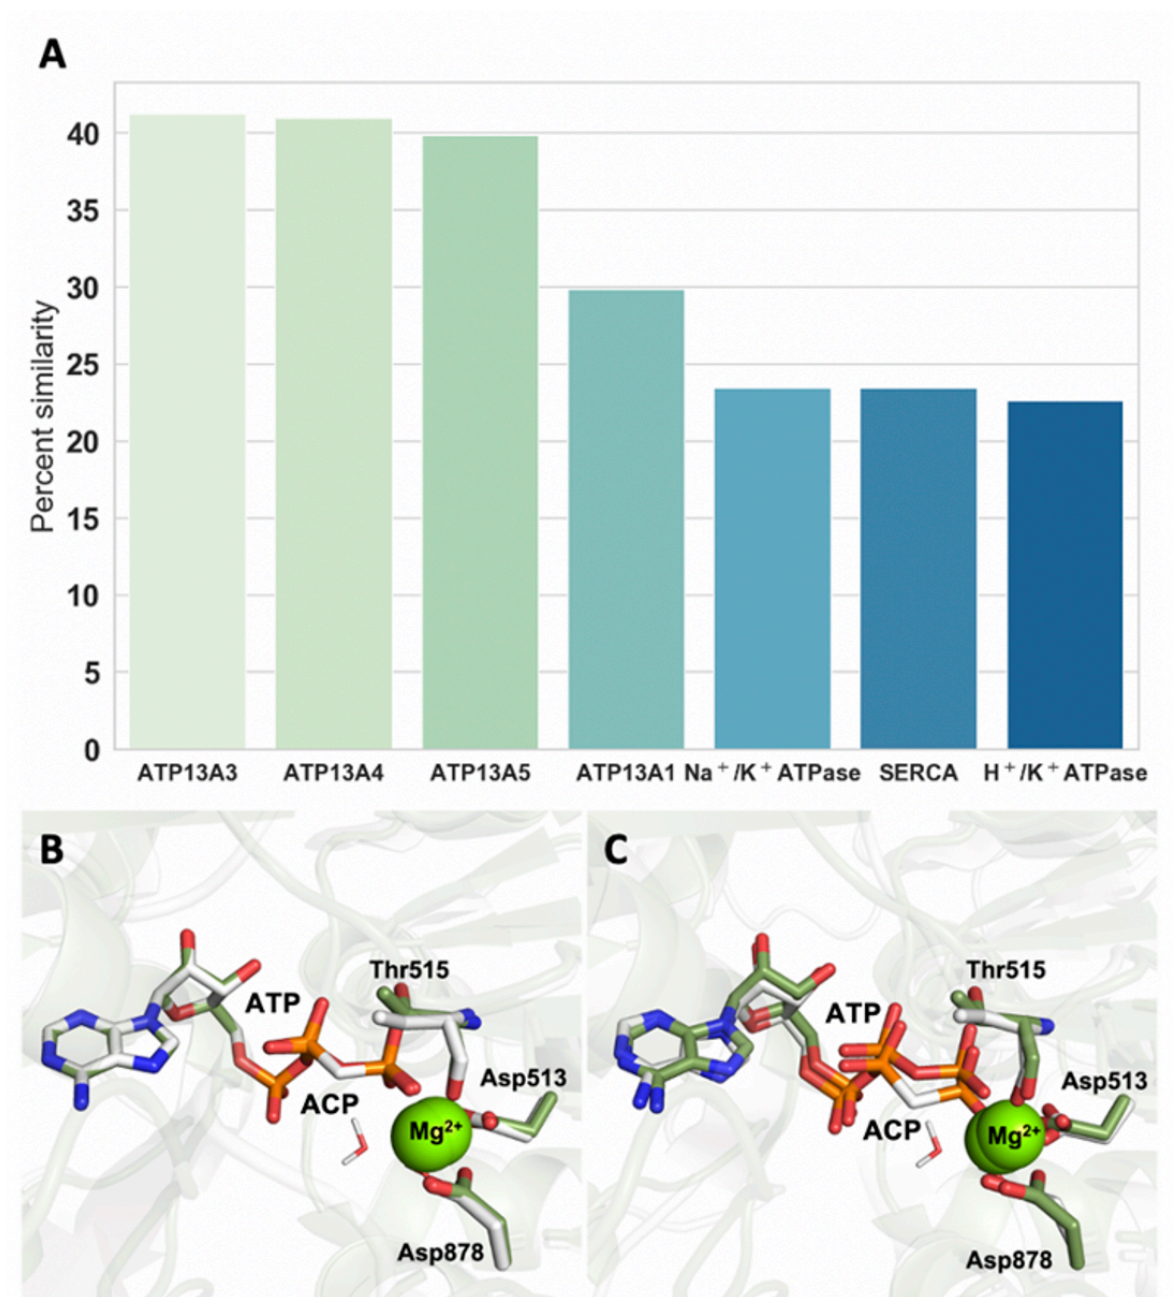 A
Percent similarity
40
35
30
25
20
15
10
5
0
ATP13A3 ATP13A4 ATP13A5 ATP13A1 Na⁺/K⁺ ATPase SERCA H⁺/K⁺ ATPase
B
Thr515
ATP
Asp513
ACP
Mg²⁺
Asp878
C
Thr515
ATP
Asp513
ACP
Mg²⁺
Asp878